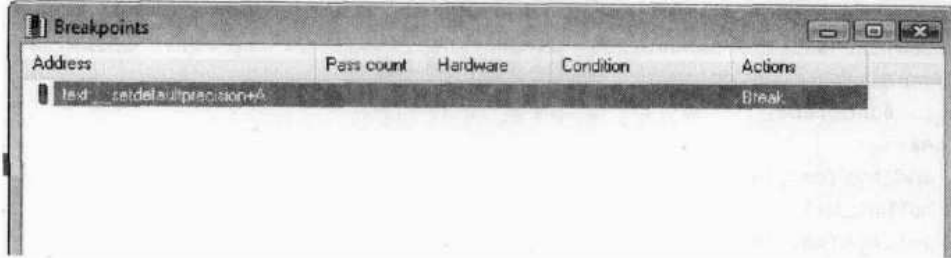 Breakpoints
Address Pass count Hardware Condition Actions
.text:__setdefaultprecision+A Break